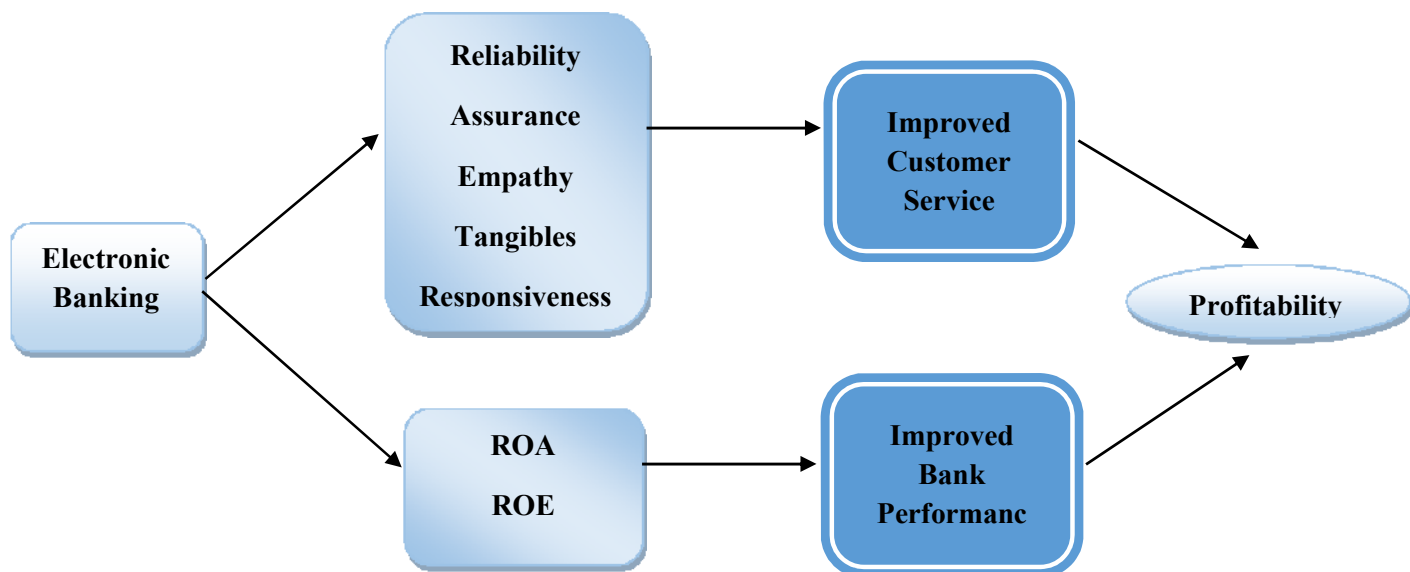 Electronic
Banking
Reliability
Assurance
Empathy
Tangibles
Responsiveness
ROA
ROE
Improved
Customer
Service
Improved
Bank
Performanc
Profitability